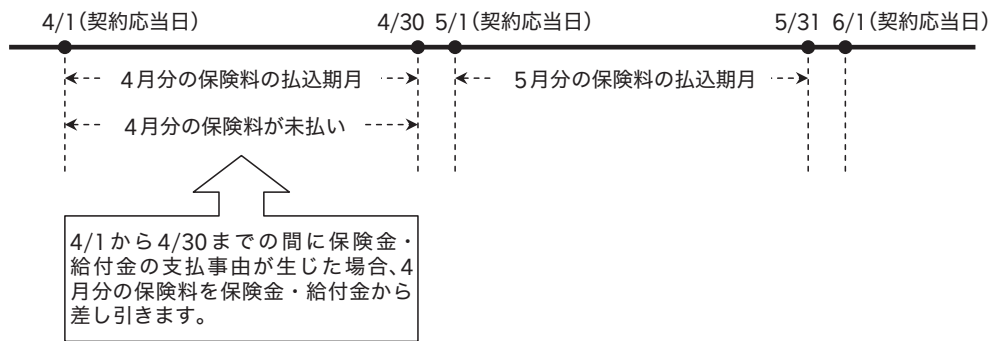 4/1（契約応当日） 4/30 5/1（契約応当日） 5/31 6/1（契約応当日）
4月分の保険料の払込期月 5月分の保険料の払込期月
4月分の保険料が未払い
4/1から4/30までの間に保険金・
給付金の支払事由が生じた場合、4
月分の保険料を保険金・給付金から
差し引きます。